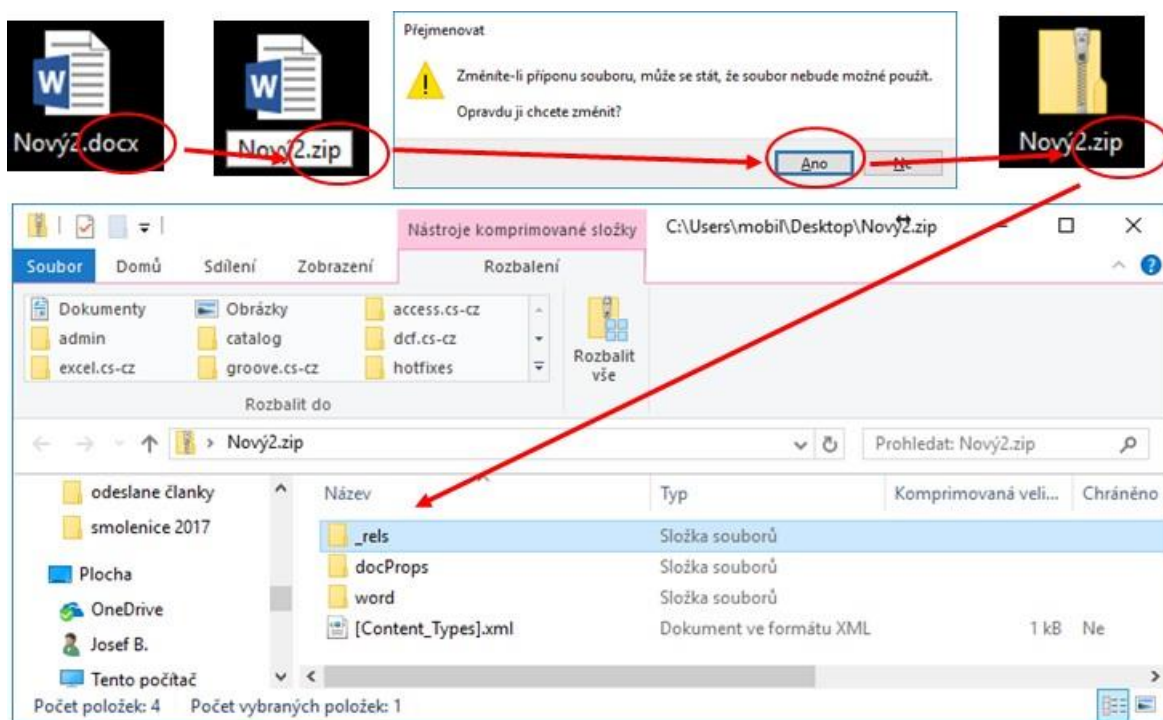 Nový2.docx
Nový2.zip
Přejmenovat
Změníte-li příponu souboru, může se stát, že soubor nebude možné použít.
Opravdu ji chcete změnit?
Ano
Ne
Nový2.zip
Nástroje komprimované složky
C:\Users\mobil\Desktop\Nový2.zip
Soubor Domů Sdílení Zobrazení Rozbalení
Dokumenty Obrázky access.cs-cz
admin catalog dcf.cs-cz
excel.cs-cz groove.cs-cz hotfixes
Rozbalit do
Rozbalit
vše
Nový2.zip
Prohledat: Nový2.zip
odeslane članky
smolenice 2017
Plocha
OneDrive
Josef B.
Tento počítač
Název Typ Komprimovaná veli... Chráněno
_rels Složka souborů
docProps Složka souborů
word Složka souborů
[Content_Types].xml Dokument ve formátu XML 1 kB Ne
Počet položek: 4 Počet vybraných položek: 1